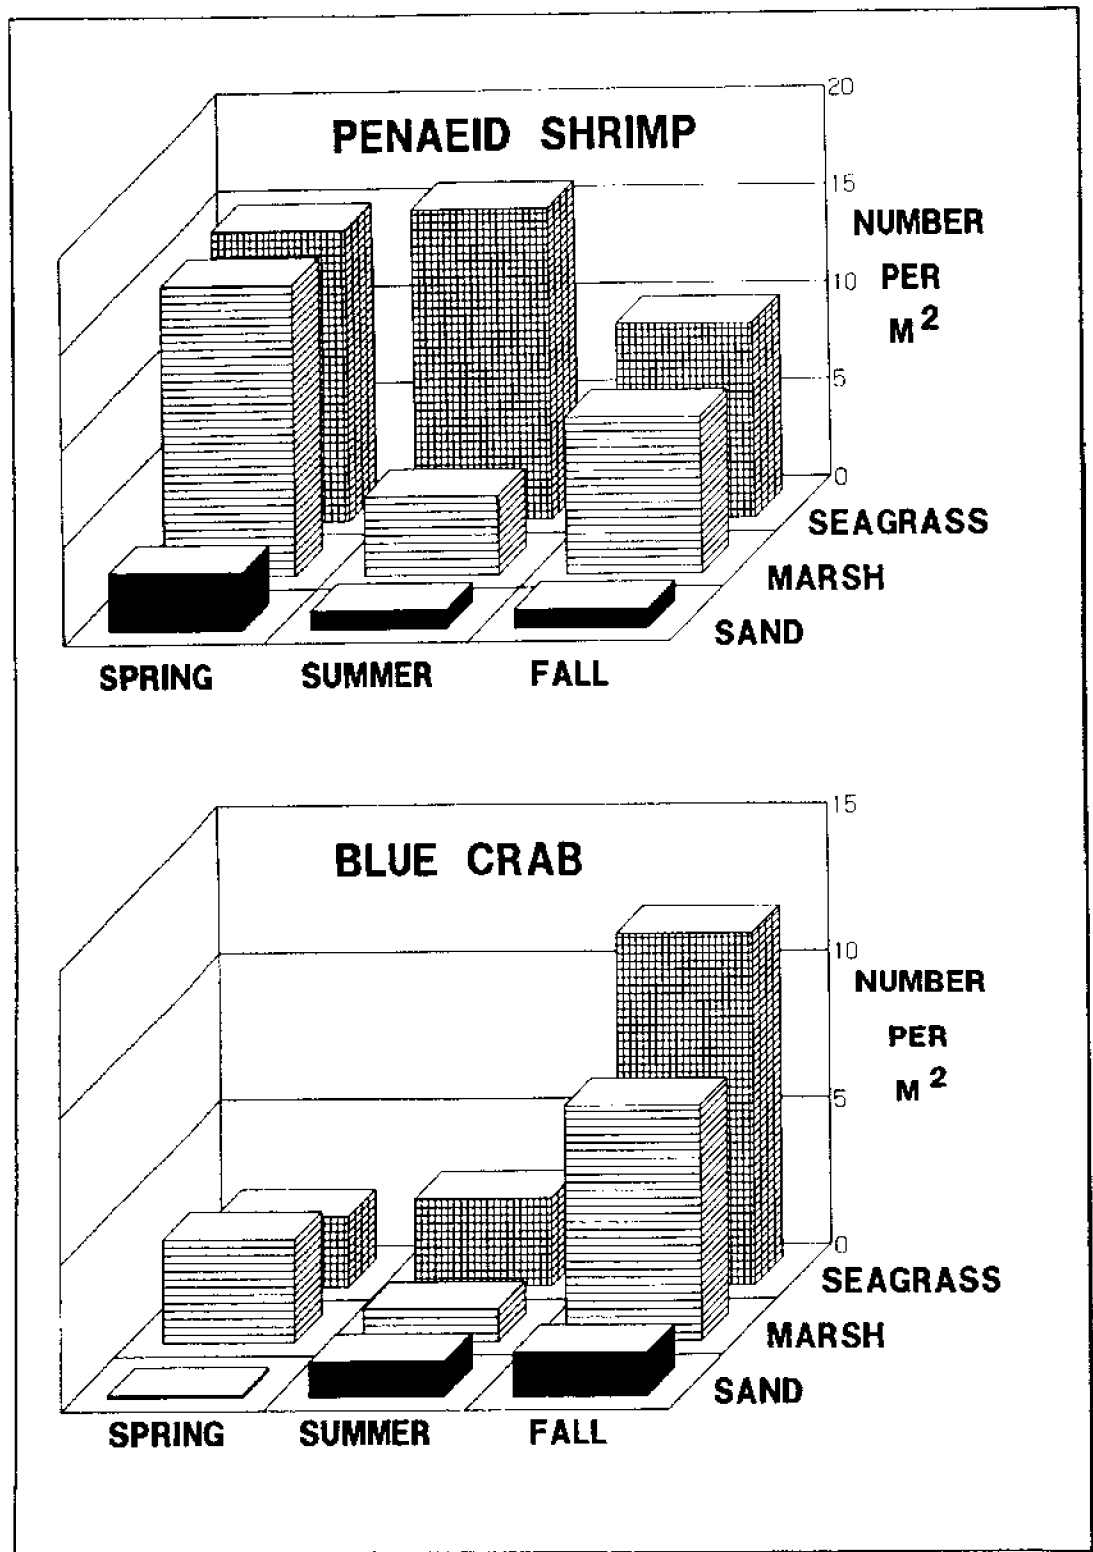 PENAEID SHRIMP
20
15
10
5
0
NUMBER
PER
M²
SEAGRASS
MARSH
SAND
SPRING SUMMER FALL
BLUE CRAB
15
10
5
0
NUMBER
PER
M²
SEAGRASS
MARSH
SAND
SPRING SUMMER FALL